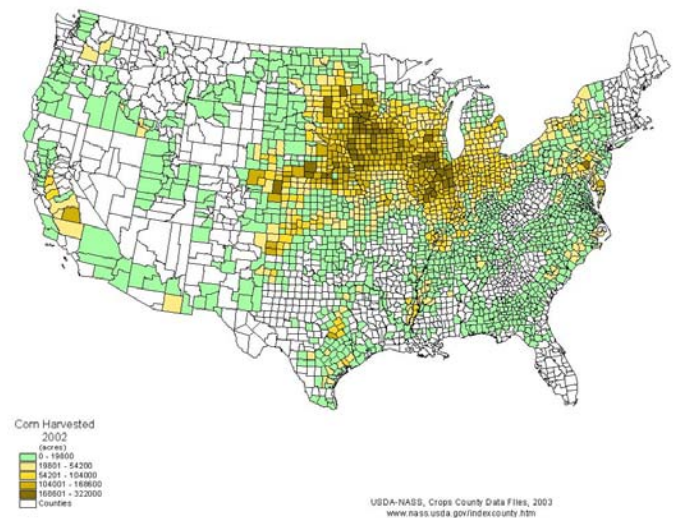 Corn Harvested
2002
(acres)
0 - 19800
19801 - 54200
54201 - 104000
104001 - 168600
168601 - 322000
Counties
USDA-NASS, Crops County Data Files, 2003
www.nass.usda.gov/indexcounty.htm